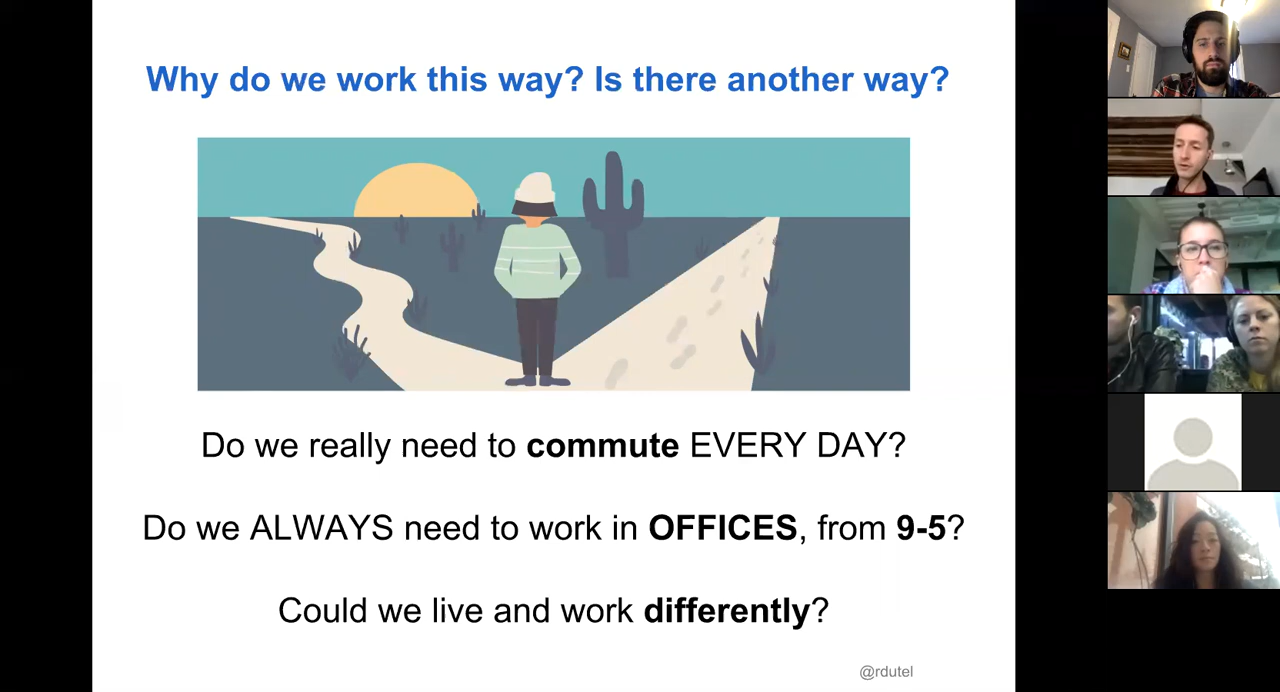 Why do we work this way? Is there another way?
Do we really need to commute EVERY DAY?
Do we ALWAYS need to work in OFFICES, from 9-5?
Could we live and work differently?
@rdutel